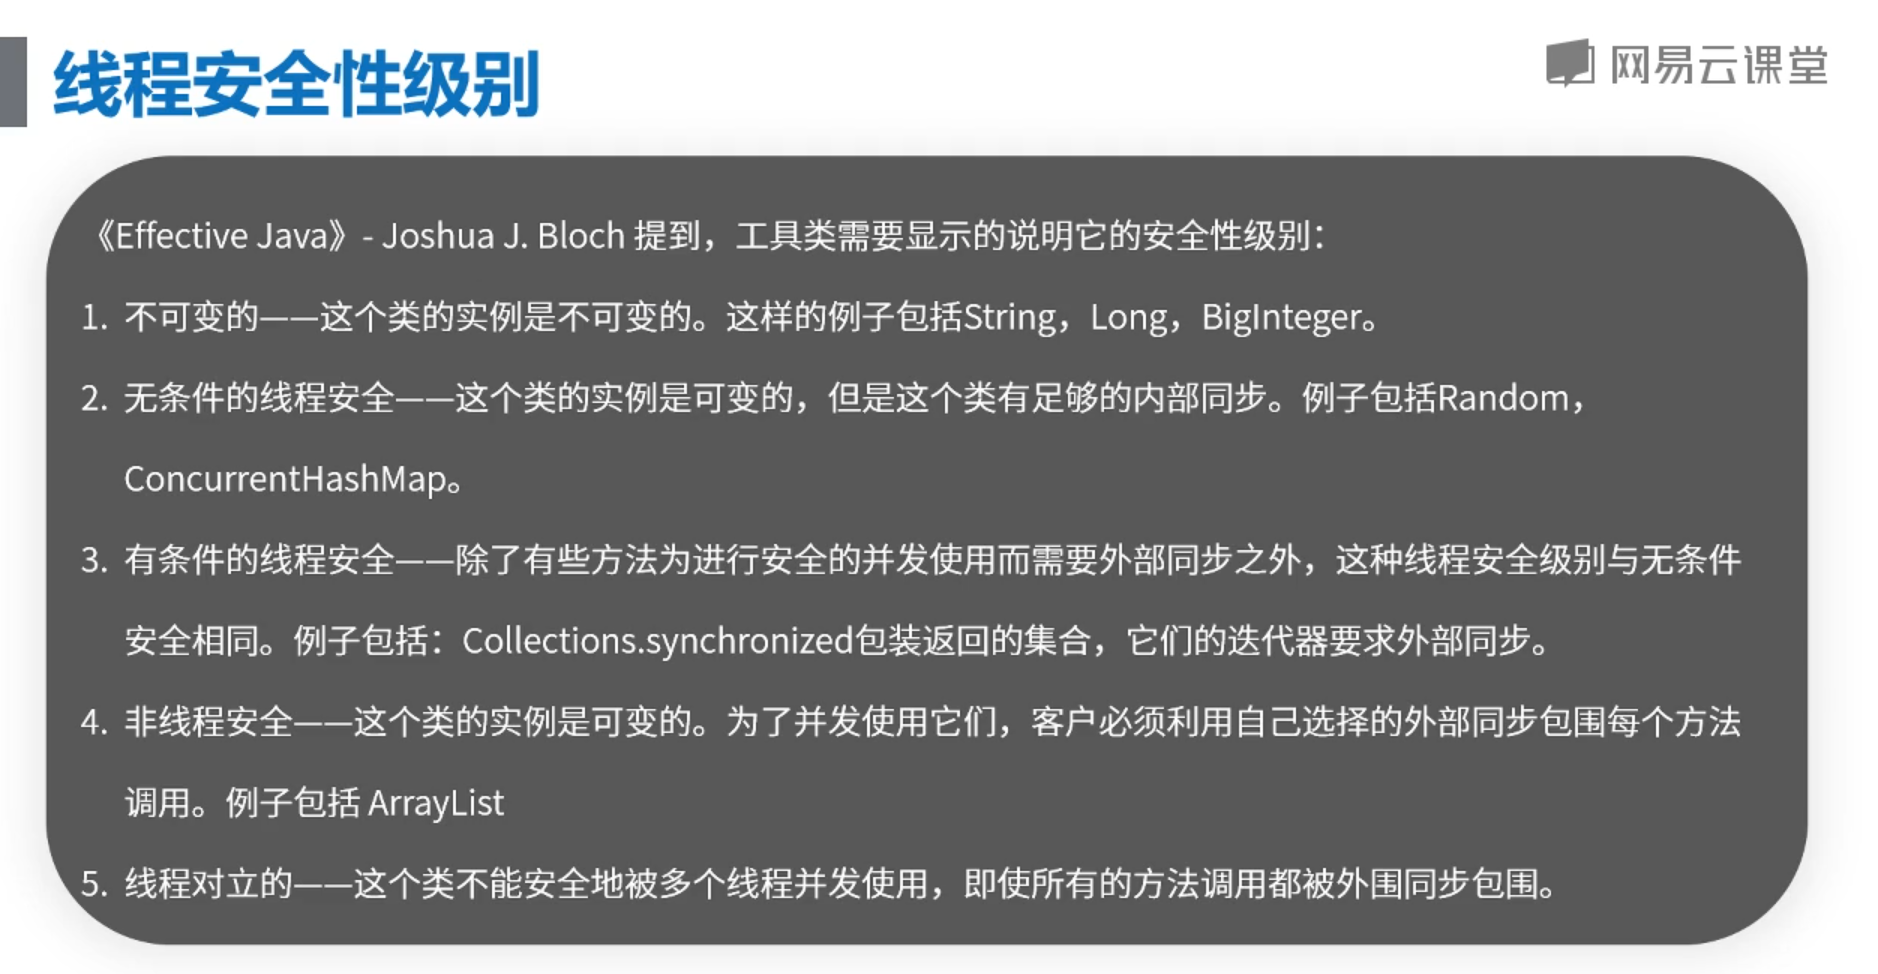 线程安全性级别
网易云课堂
《Effective Java》- Joshua J. Bloch 提到，工具类需要显示的说明它的安全性级别：
1. 不可变的——这个类的实例是不可变的。这样的例子包括String，Long，BigInteger。
2. 无条件的线程安全——这个类的实例是可变的，但是这个类有足够的内部同步。例子包括Random，
ConcurrentHashMap。
3. 有条件的线程安全——除了有些方法为进行安全的并发使用而需要外部同步之外，这种线程安全级别与无条件
安全相同。例子包括：Collections.synchronized包装返回的集合，它们的迭代器要求外部同步。
4. 非线程安全——这个类的实例是可变的。为了并发使用它们，客户必须利用自己选择的外部同步包围每个方法
调用。例子包括 ArrayList
5. 线程对立的——这个类不能安全地被多个线程并发使用，即使所有的方法调用都被外围同步包围。